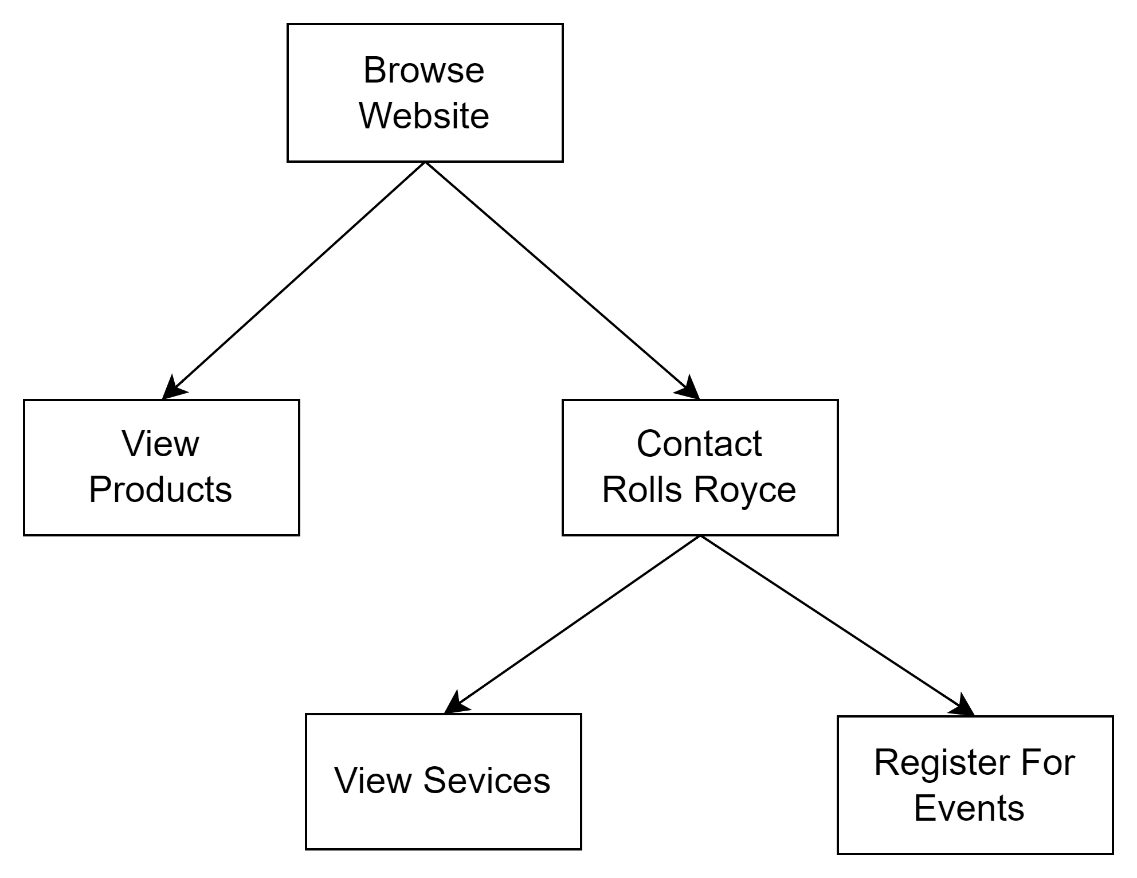 Browse
Website
View
Products
Contact
Rolls Royce
View Sevices
Register For
Events